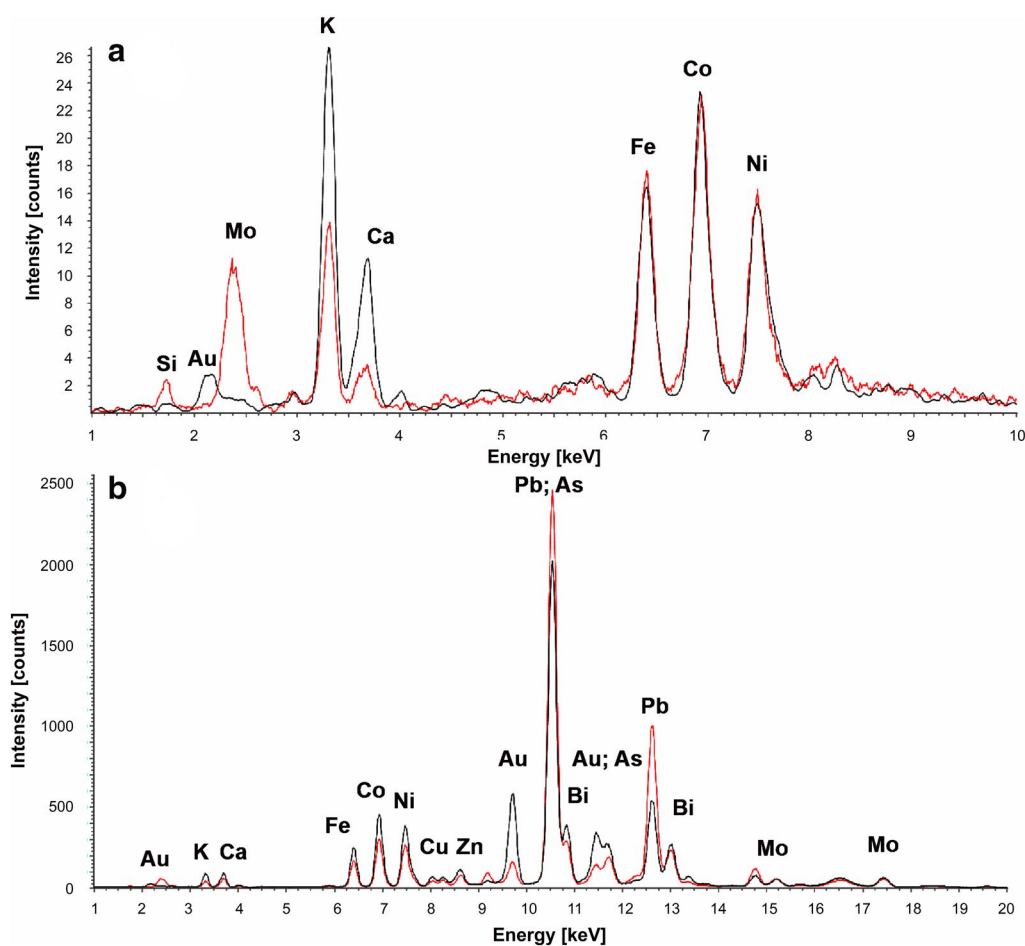 K
a
26
24
22
20
18
16
14
12
10
8
6
4
2
Intensity [counts]
Si
Au
Mo
Ca
Fe
Co
Ni
1 2 3 4 5 6 7 8 9 10
Energy [keV]
b
2500
2000
1500
1000
500
0
Intensity [counts]
Pb; As
Pb
Au
Au; As
Bi
Bi
Co
Ni
Fe
Cu
Zn
Au
K
Ca
Mo
Mo
1 2 3 4 5 6 7 8 9 10 11 12 13 14 15 16 17 18 19 20
Energy [keV]